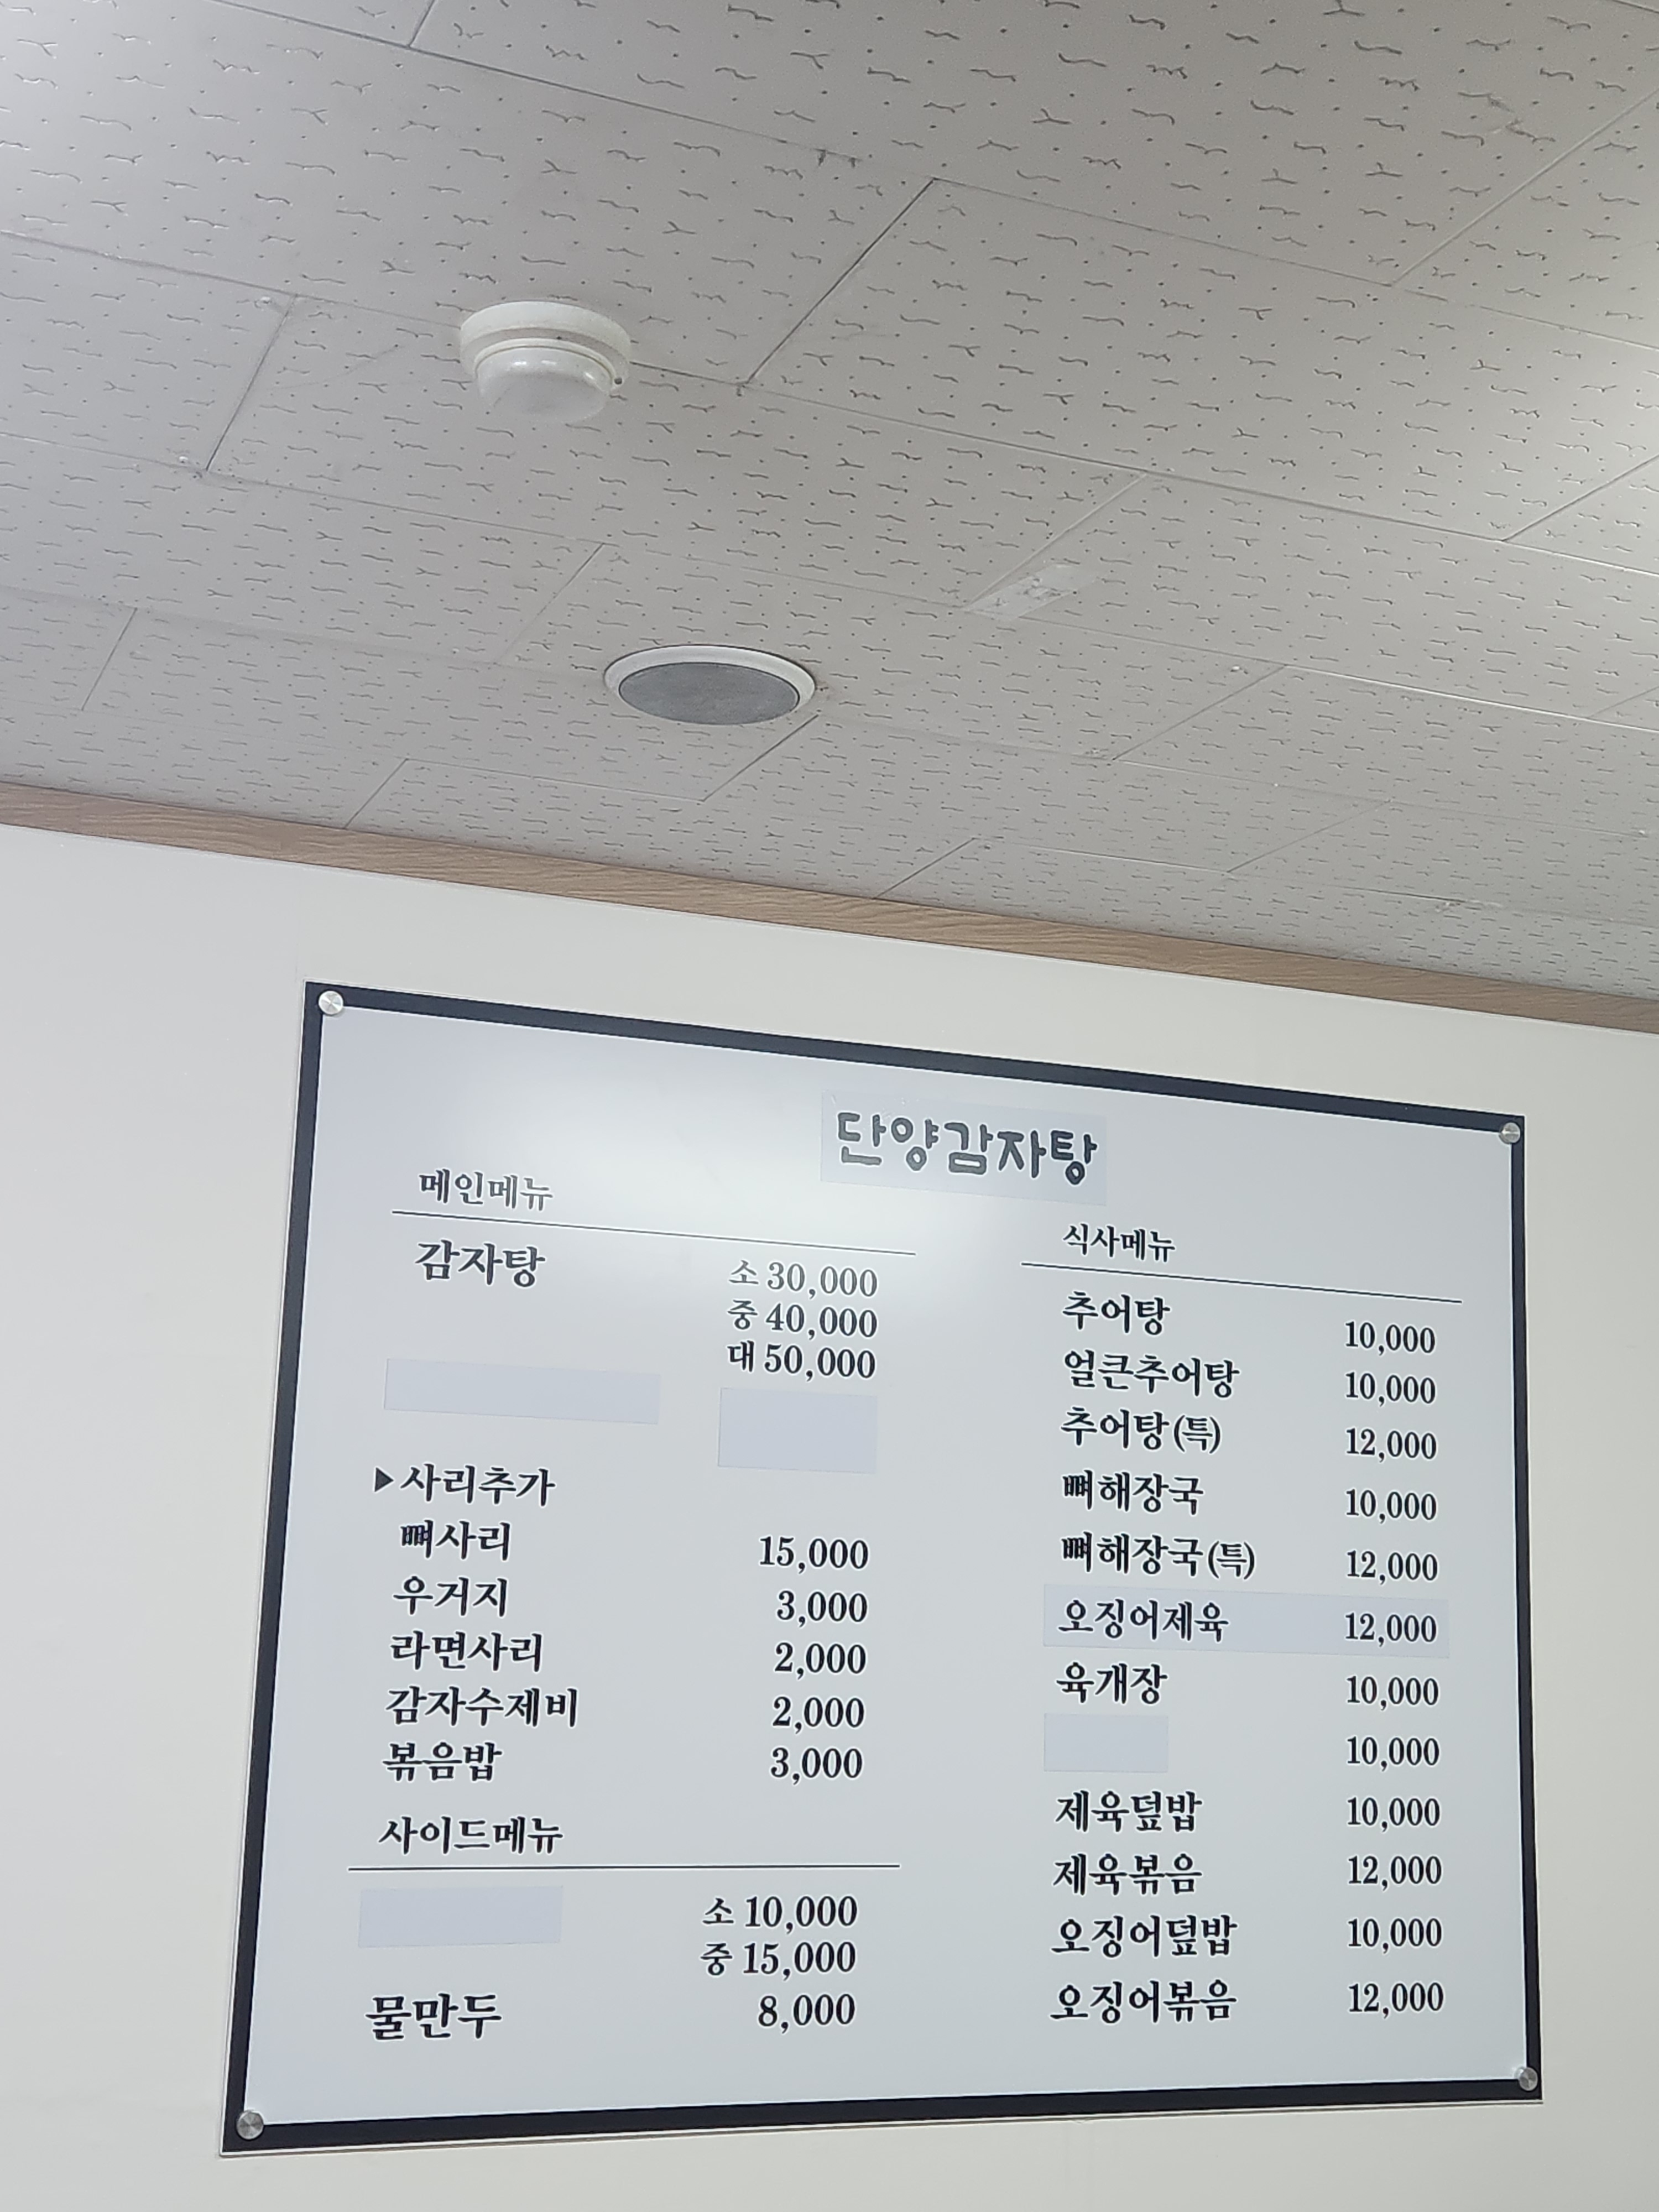 단양감자탕
메인메뉴
감자탕 소 30,000
중 40,000
대 50,000
▶사리추가
뼈사리 15,000
우거지 3,000
라면사리 2,000
감자수제비 2,000
볶음밥 3,000
사이드메뉴
소 10,000
중 15,000
물만두 8,000
식사메뉴
추어탕 10,000
얼큰추어탕 10,000
추어탕(특) 12,000
뼈해장국 10,000
뼈해장국(특) 12,000
오징어제육 12,000
육개장 10,000
10,000
제육덮밥 10,000
제육볶음 12,000
오징어덮밥 10,000
오징어볶음 12,000